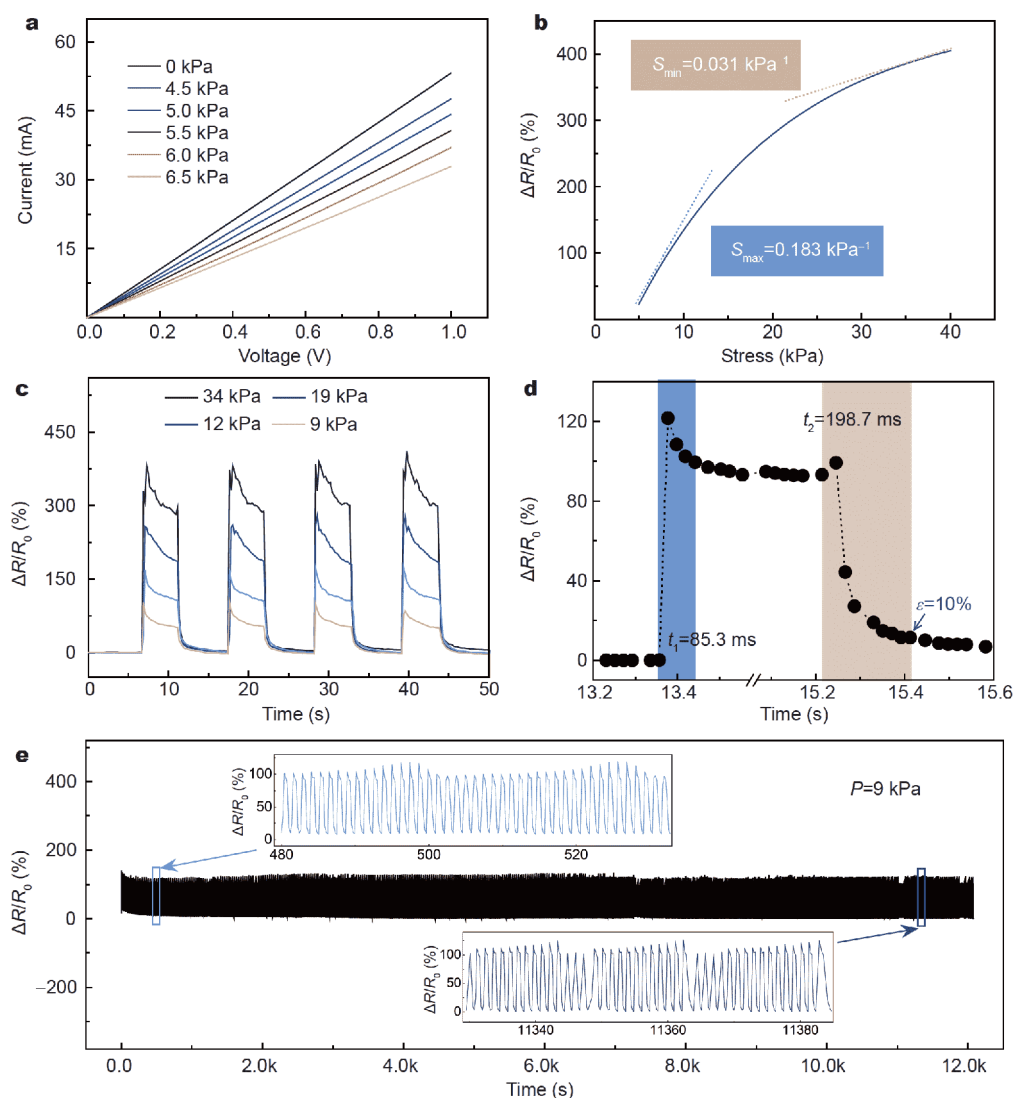 a
60
45
30
15
0.0
0.2
0.4
0.6
0.8
1.0
Current (mA)
Voltage (V)
0 kPa
4.5 kPa
5.0 kPa
5.5 kPa
6.0 kPa
6.5 kPa
b
400
300
200
100
0
10
20
30
40
ΔR/R₀ (%)
Stress (kPa)
Smin=0.031 kPa⁻¹
Smax=0.183 kPa⁻¹
c
450
300
150
0
0
10
20
30
40
50
ΔR/R₀ (%)
Time (s)
34 kPa
19 kPa
12 kPa
9 kPa
d
120
80
40
0
13.2
13.4
15.2
15.4
15.6
ΔR/R₀ (%)
Time (s)
t₂=198.7 ms
t₁=85.3 ms
ε=10%
e
400
200
0
−200
0.0
2.0k
4.0k
6.0k
8.0k
10.0k
12.0k
ΔR/R₀ (%)
Time (s)
P=9 kPa
100
50
0
480
500
520
ΔR/R₀ (%)
100
50
0
11340
11360
11380
ΔR/R₀ (%)